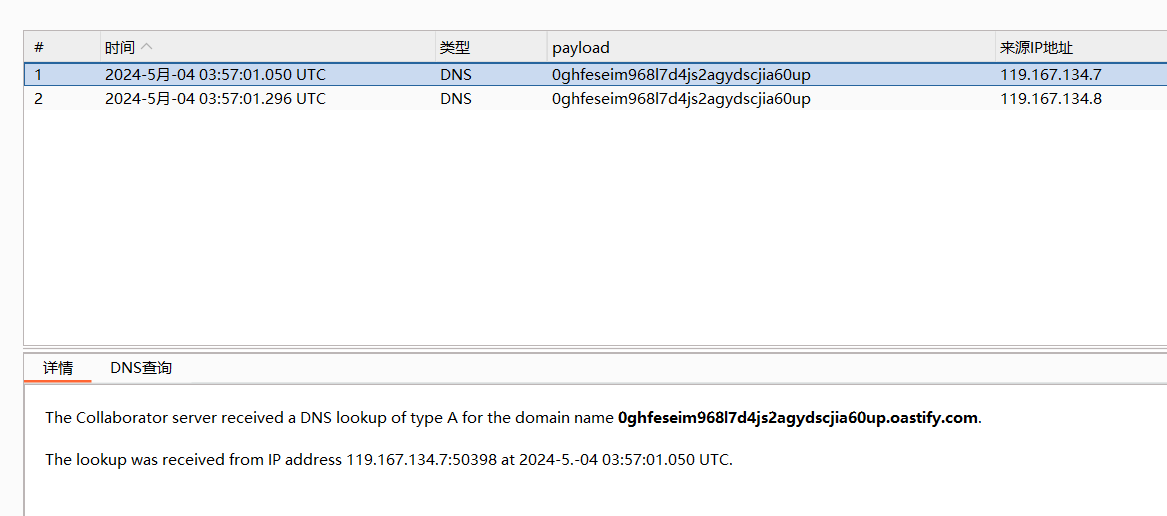 # 时间 类型 payload 来源IP地址
1 2024-5月-04 03:57:01.050 UTC DNS 0ghfeseim968l7d4js2agydscjia60up 119.167.134.7
2 2024-5月-04 03:57:01.296 UTC DNS 0ghfeseim968l7d4js2agydscjia60up 119.167.134.8
详情 DNS查询
The Collaborator server received a DNS lookup of type A for the domain name 0ghfeseim968l7d4js2agydscjia60up.oastify.com.
The lookup was received from IP address 119.167.134.7:50398 at 2024-5.-04 03:57:01.050 UTC.